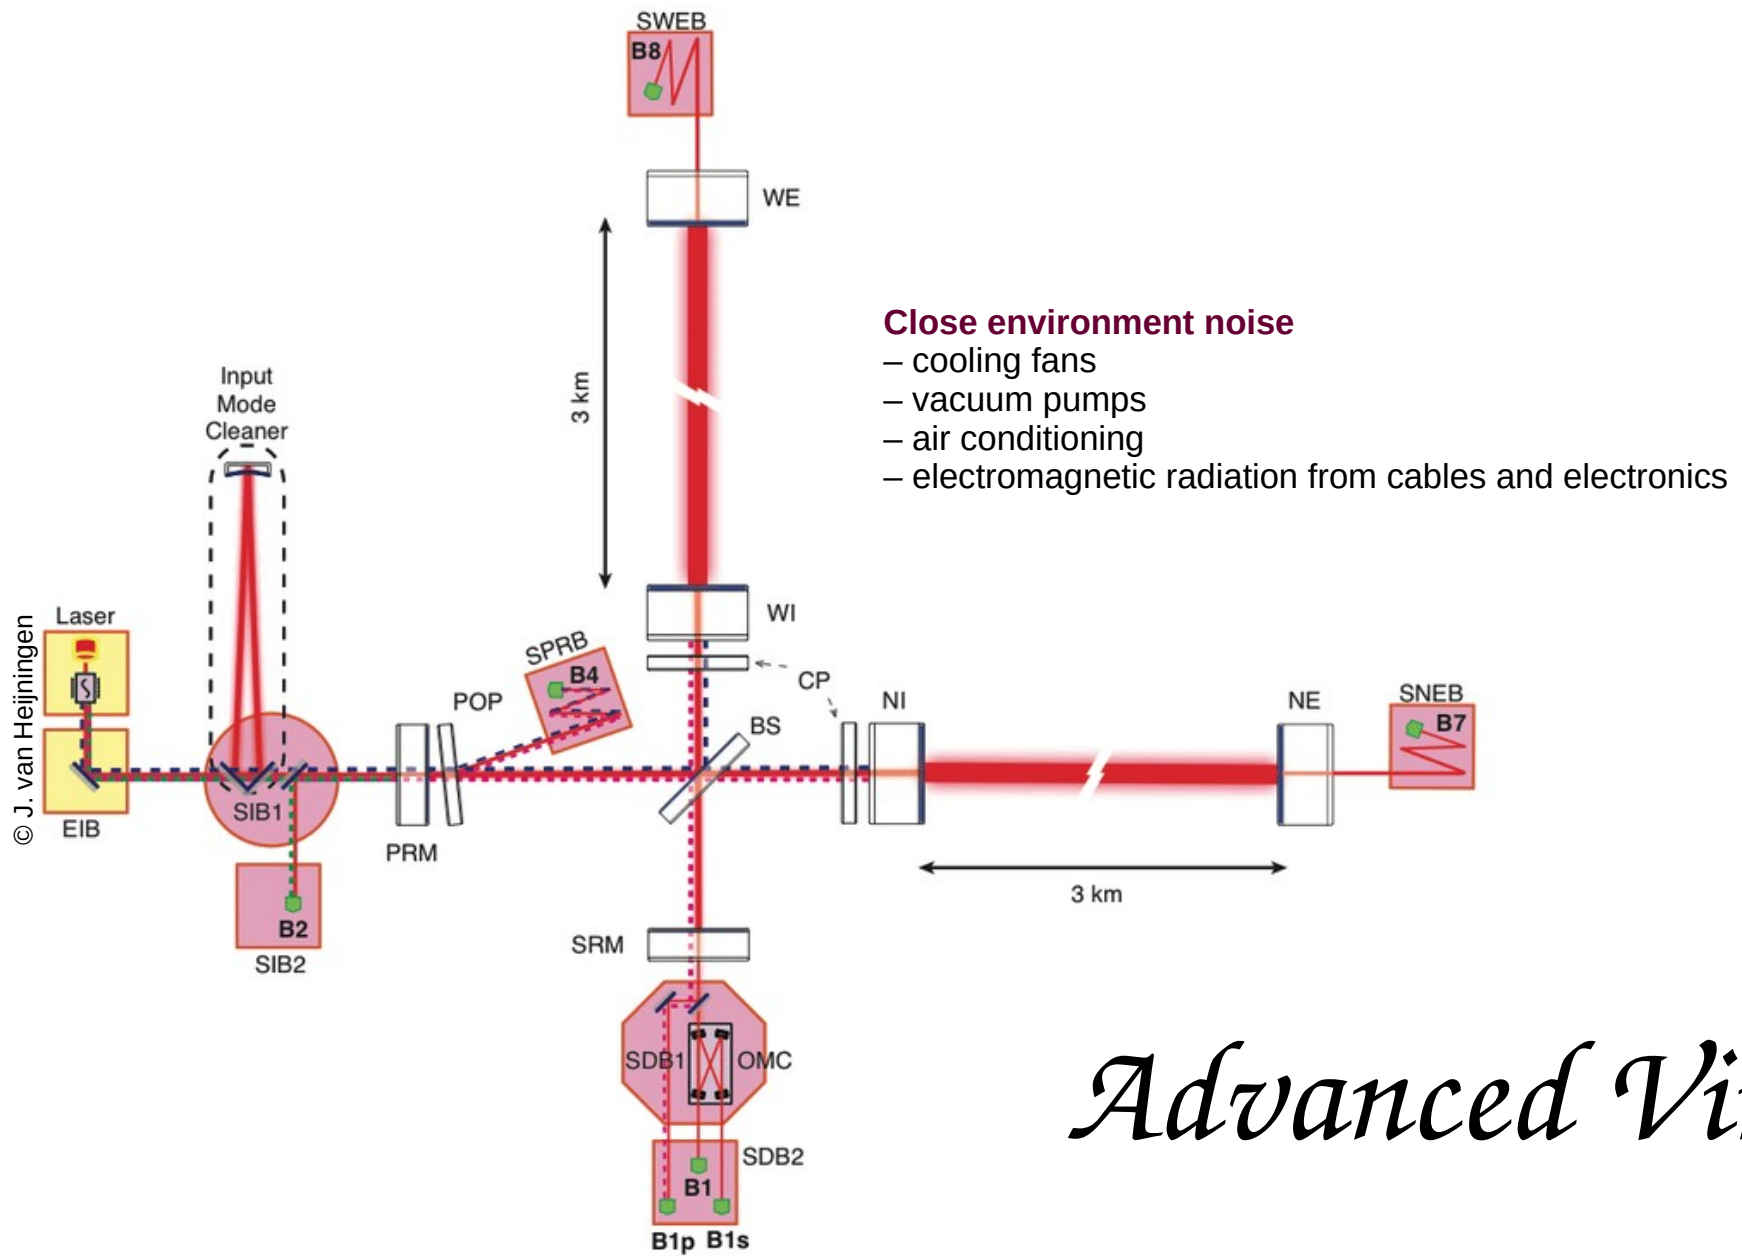 SWEB
B8
WE
3 km
Close environment noise
– cooling fans
– vacuum pumps
– air conditioning
– electromagnetic radiation from cables and electronics
Input
Mode
Cleaner
Laser
© J. van Heijningen
WI
SPRB
B4
POP
CP
NI
NE
SNEB
B7
BS
SIB1
EIB
PRM
3 km
B2
SIB2
SRM
SDB1
OMC
SDB2
B1
B1p
B1s
Advanced